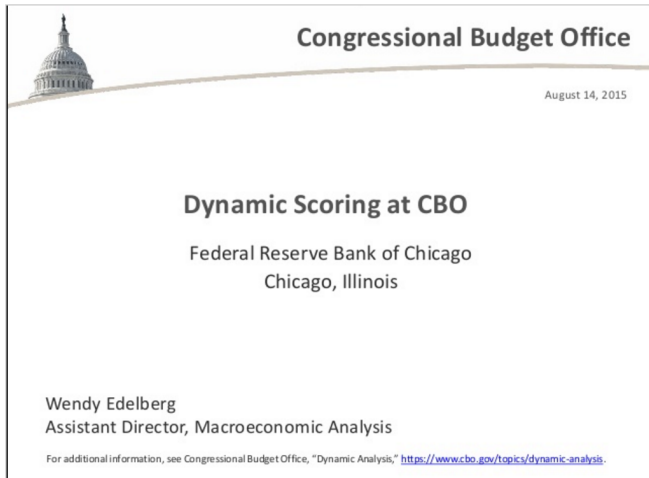 Congressional Budget Office
August 14, 2015
Dynamic Scoring at CBO
Federal Reserve Bank of Chicago
Chicago, Illinois
Wendy Edelberg
Assistant Director, Macroeconomic Analysis
For additional information, see Congressional Budget Office, “Dynamic Analysis,” https://www.cbo.gov/topics/dynamic-analysis.